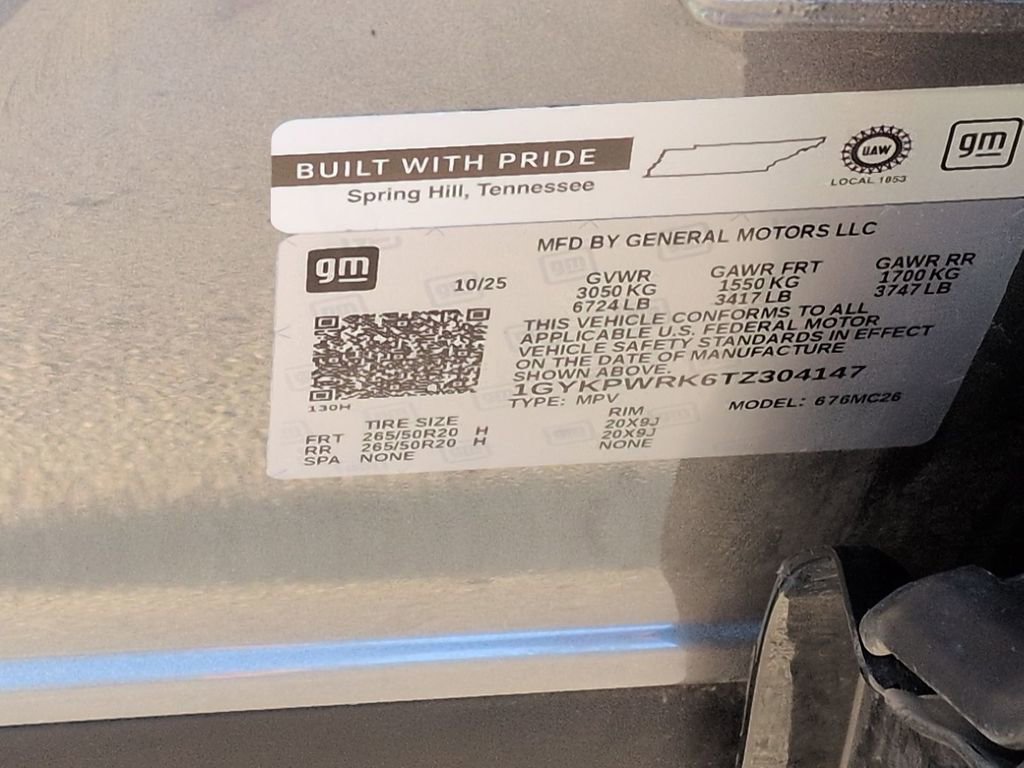 BUILT WITH PRIDE
Spring Hill, Tennessee
UAW
LOCAL 1853
gm
gm
MFD BY GENERAL MOTORS LLC
10/25
GVWR
3050 KG
6724 LB
GAWR FRT
1550 KG
3417 LB
GAWR RR
1700 KG
3747 LB
THIS VEHICLE CONFORMS TO ALL
APPLICABLE U.S. FEDERAL MOTOR
VEHICLE SAFETY STANDARDS IN EFFECT
ON THE DATE OF MANUFACTURE
SHOWN ABOVE.
1GYKPWRK6TZ304147
TYPE: MPV
MODEL: 676MC26
130H
TIRE SIZE
RIM
FRT 265/50R20 H 20X9J
RR 265/50R20 H 20X9J
SPA NONE NONE